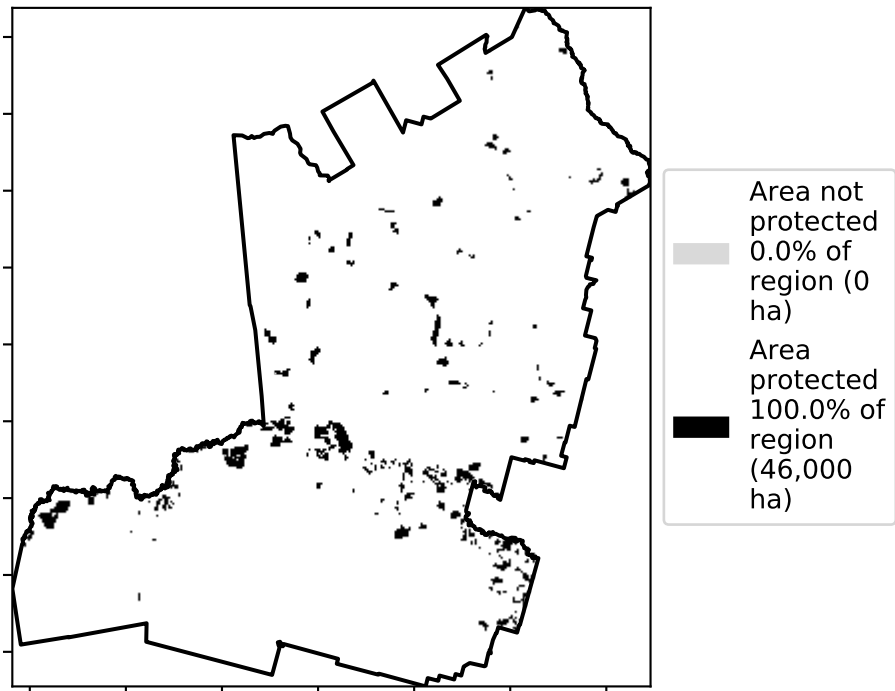 Area not
protected
0.0% of
region (0
ha)
Area
protected
100.0% of
region
(46,000
ha)